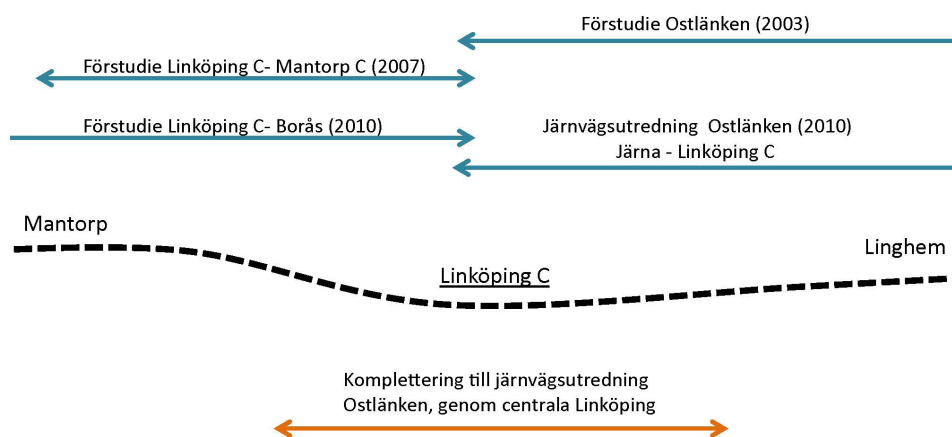 Förstudie Ostlänken (2003)
Förstudie Linköping C- Mantorp C (2007)
Förstudie Linköping C- Borås (2010)
Järnvägsutredning Ostlänken (2010)
Järna - Linköping C
Mantorp
Linghem
Linköping C
Komplettering till järnvägsutredning
Ostlänken, genom centrala Linköping